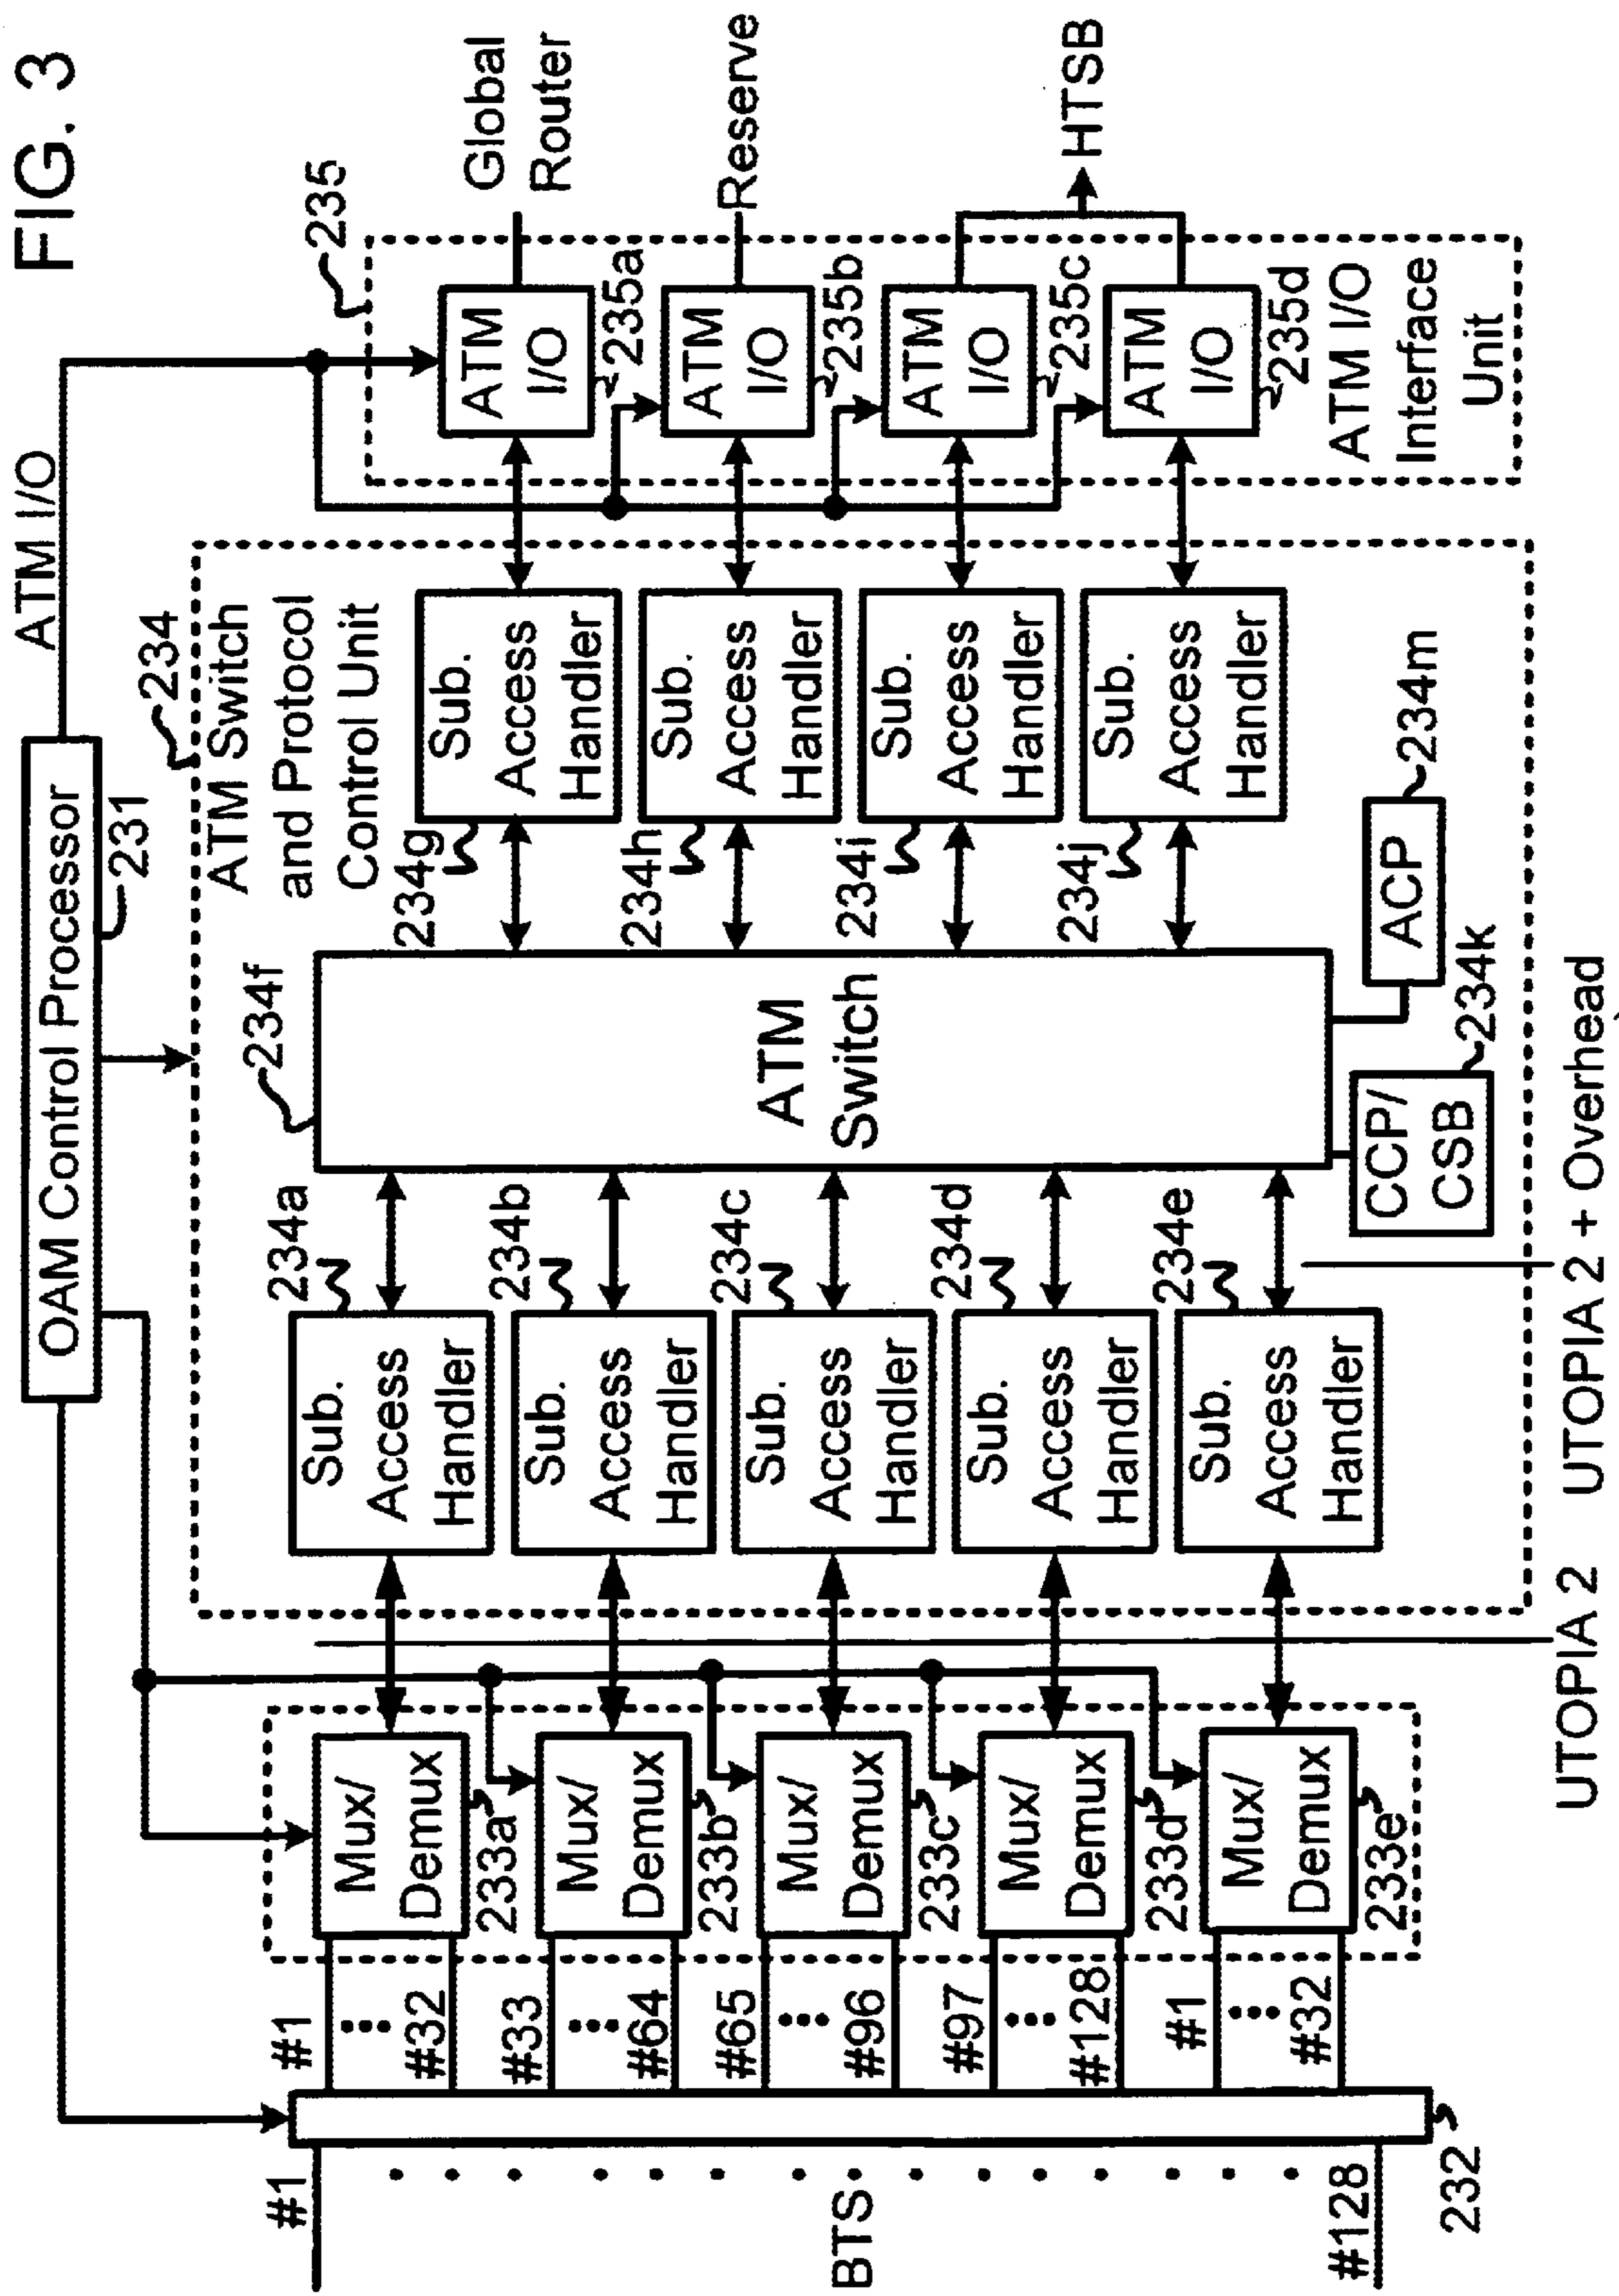 FIG. 3
ATM I/O
OAM Control Processor
231
234
235
ATM Switch
and Protocol
Control Unit
Global
Router
Reserve
HTSB
ATM
I/O
235a
ATM
I/O
235b
ATM
I/O
235c
ATM
I/O
235d
ATM I/O
Interface
Unit
Sub.
Access
Handler
234g
Sub.
Access
Handler
234h
Sub.
Access
Handler
234i
Sub.
Access
Handler
234j
234f
ATM
Switch
ACP
234m
CCP/
CSB
234k
234a
Sub.
Access
Handler
234b
Sub.
Access
Handler
234c
Sub.
Access
Handler
234d
Sub.
Access
Handler
234e
Sub.
Access
Handler
Mux/
Demux
233a
Mux/
Demux
233b
Mux/
Demux
233c
Mux/
Demux
233d
Mux/
Demux
233e
#1
#32
#33
#64
#65
#96
#97
#128
#1
#32
#1
BTS
#128
232
UTOPIA 2
UTOPIA 2 + Overhead